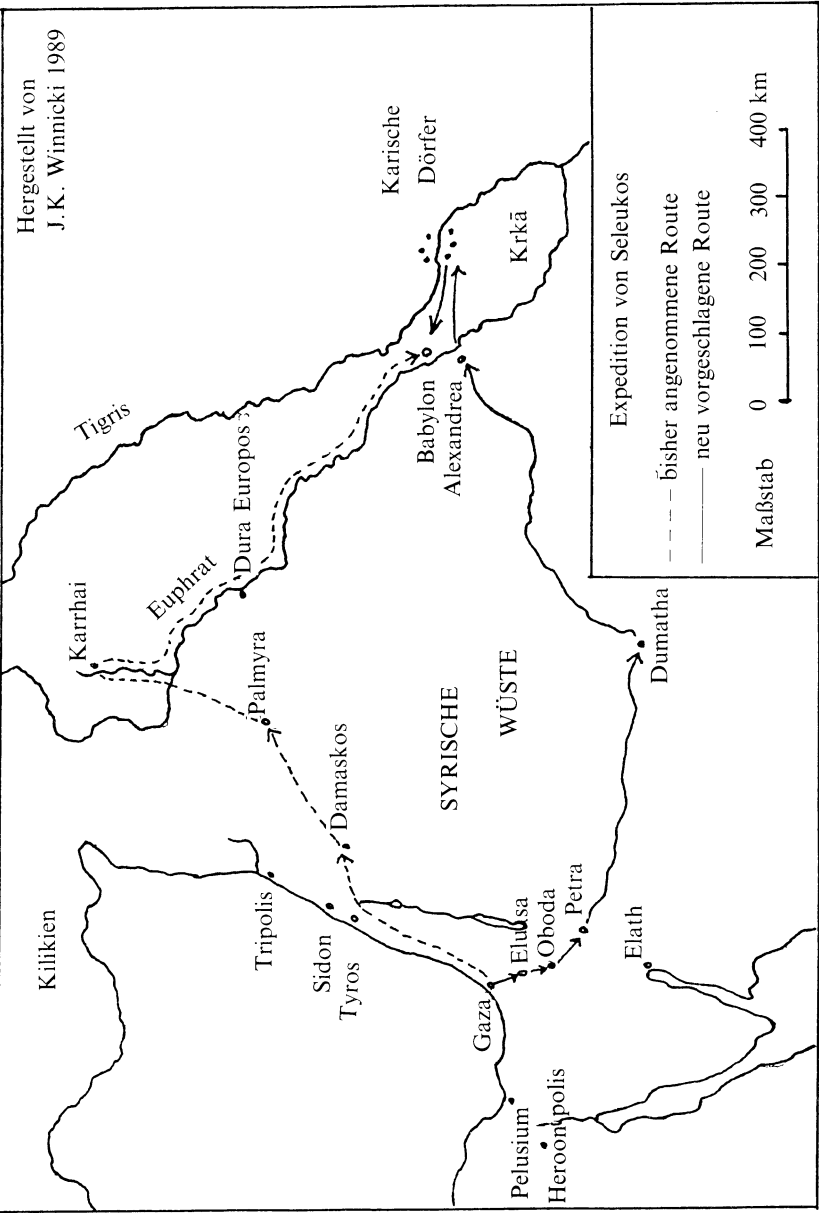 Hergestellt von
J.K. Winnicki 1989
Kilikien
Karrhai
Tigris
Euphrat
Dura Europos
Palmyra
Tripolis
Damaskos
Sidon
Tyros
Karische
Dörfer
Krkā
Babylon
Alexandrea
SYRISCHE
WÜSTE
Gaza
Elusa
Oboda
Petra
Dumatha
Elath
Pelusium
Heroonpolis
Expedition von Seleukos
bisher angenommene Route
neu vorgeschlagene Route
Maßstab
0 100 200 300 400 km